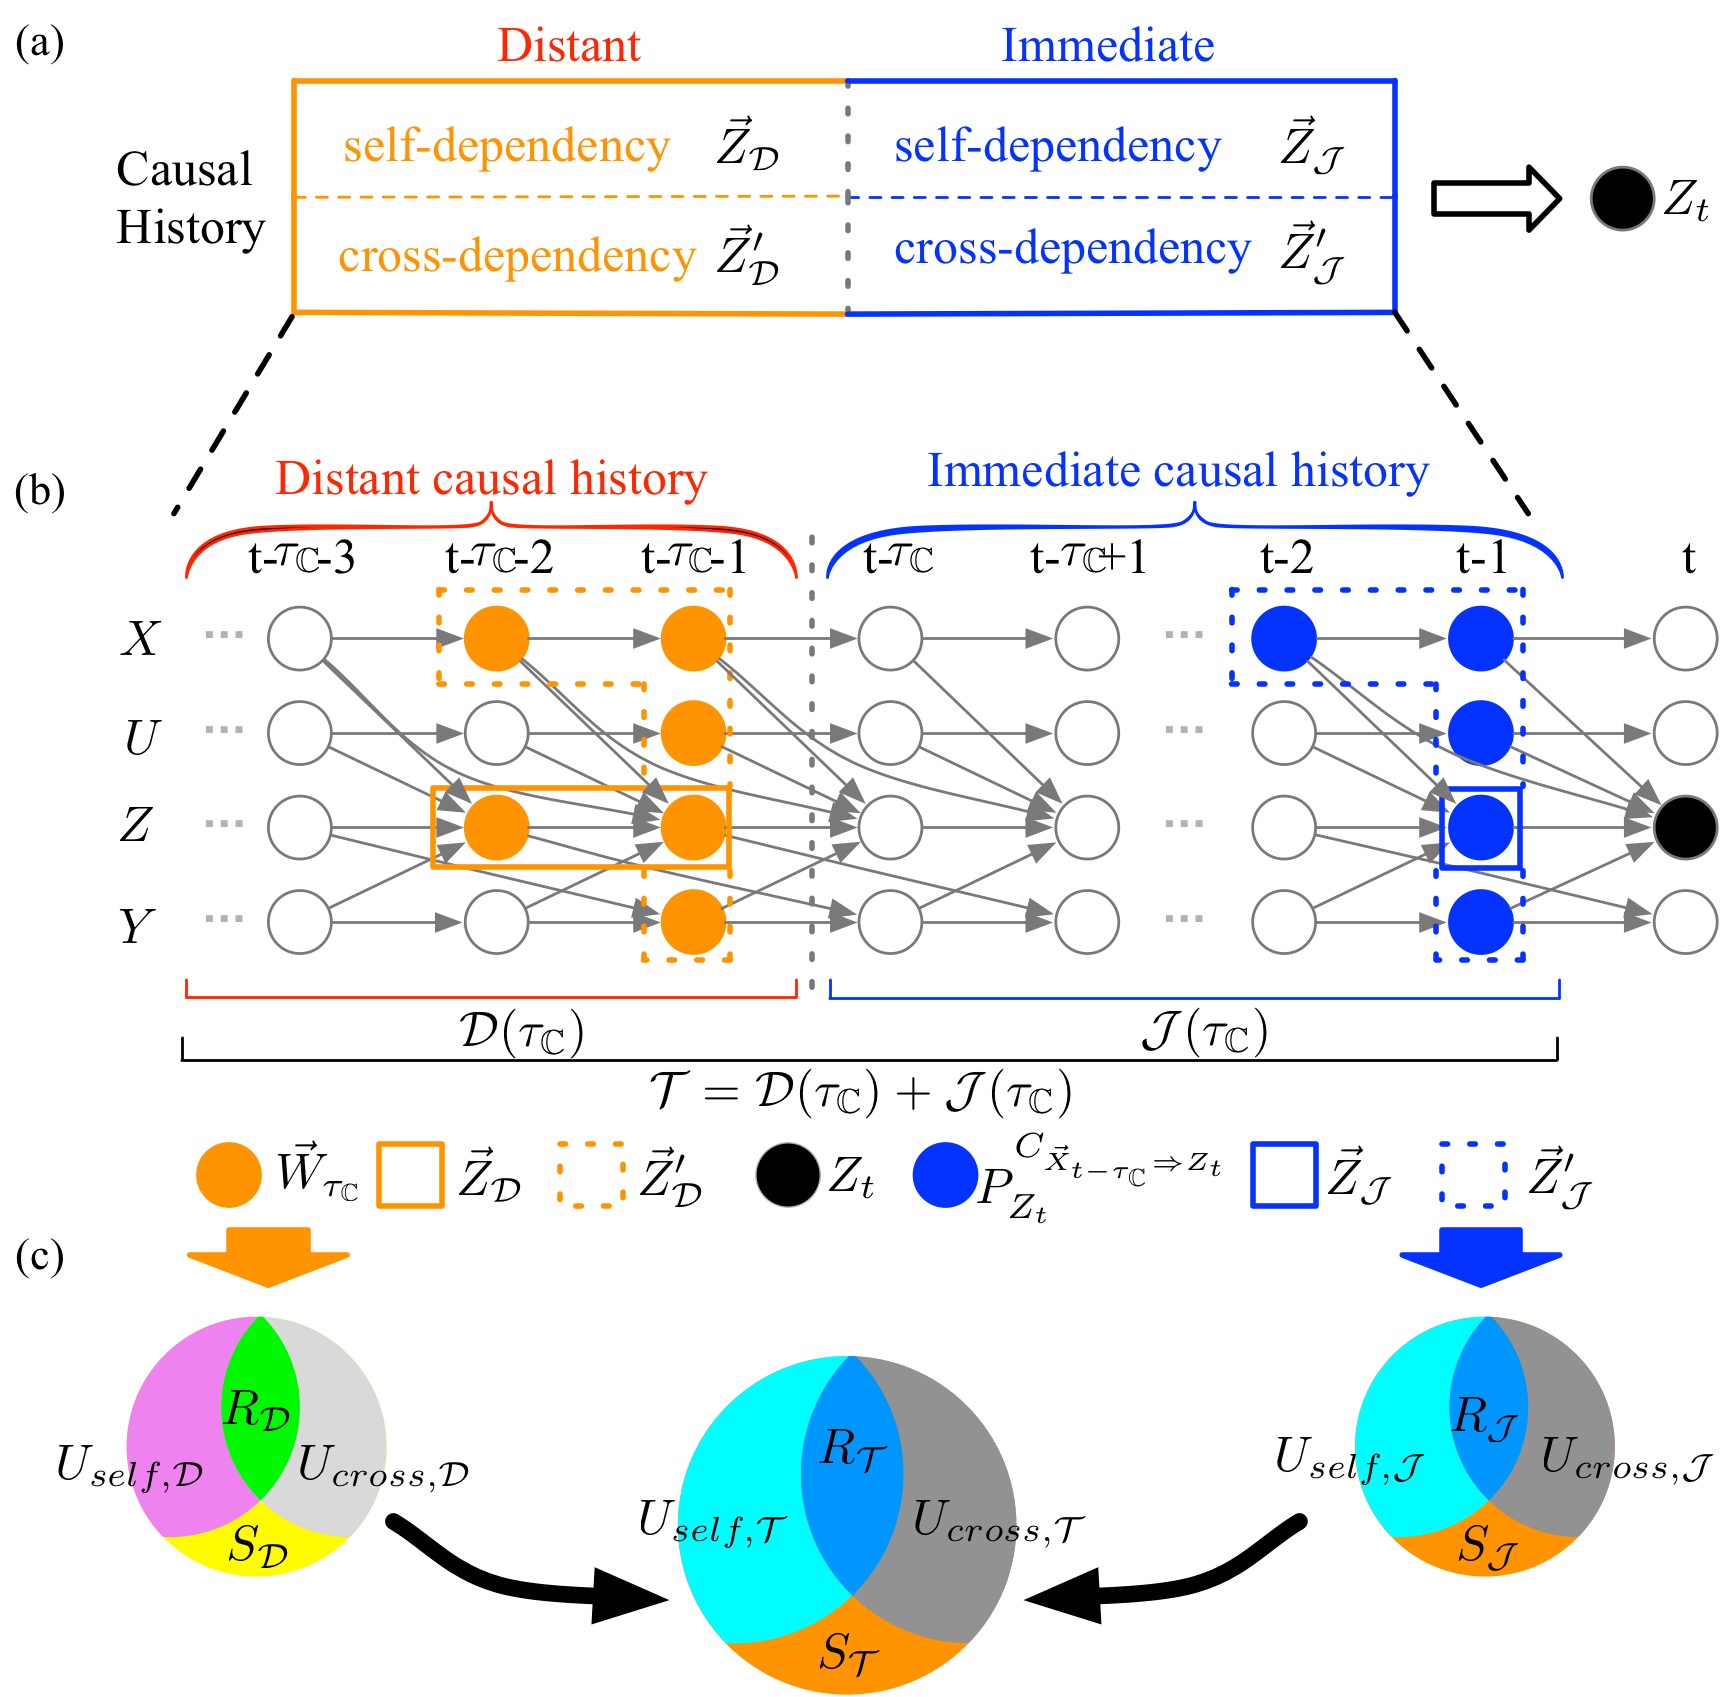 (a)
Distant Immediate
Causal History
self-dependency $\vec{Z}_{\mathcal{D}}$ self-dependency $\vec{Z}_{\mathcal{J}}$
cross-dependency $\vec{Z}'_{\mathcal{D}}$ cross-dependency $\vec{Z}'_{\mathcal{J}}$
$Z_t$
(b)
Distant causal history Immediate causal history
t-$\tau_{\mathbb{C}}$-3 t-$\tau_{\mathbb{C}}$-2 t-$\tau_{\mathbb{C}}$-1 t-$\tau_{\mathbb{C}}$ t-$\tau_{\mathbb{C}}$+1 t-2 t-1 t
X ... ...
U ... ...
Z ... ...
Y ... ...
$\mathcal{D}(\tau_{\mathbb{C}})$ $\mathcal{J}(\tau_{\mathbb{C}})$
$\mathcal{T} = \mathcal{D}(\tau_{\mathbb{C}}) + \mathcal{J}(\tau_{\mathbb{C}})$
$\vec{W}_{\tau_{\mathbb{C}}}$ $\vec{Z}_{\mathcal{D}}$ $\vec{Z}'_{\mathcal{D}}$ $Z_t$ $P_{Z_t}^{C_{\vec{X}_{t-\tau_{\mathbb{C}}} \Rightarrow Z_t}}$ $\vec{Z}_{\mathcal{J}}$ $\vec{Z}'_{\mathcal{J}}$
(c)
$R_{\mathcal{D}}$
$U_{self,\mathcal{D}}$ $U_{cross,\mathcal{D}}$
$S_{\mathcal{D}}$
$R_{\mathcal{T}}$
$U_{self,\mathcal{T}}$ $U_{cross,\mathcal{T}}$
$S_{\mathcal{T}}$
$R_{\mathcal{J}}$
$U_{self,\mathcal{J}}$ $U_{cross,\mathcal{J}}$
$S_{\mathcal{J}}$